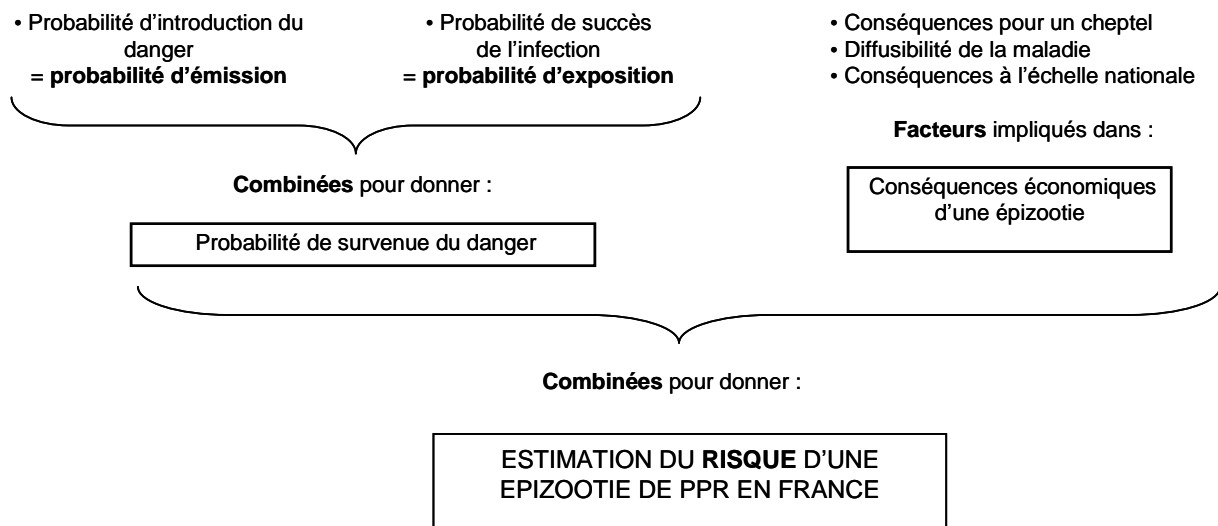 • Probabilité d'introduction du
danger
= probabilité d'émission
• Probabilité de succès
de l'infection
= probabilité d'exposition
• Conséquences pour un cheptel
• Diffusibilité de la maladie
• Conséquences à l'échelle nationale
Facteurs impliqués dans :
Combinées pour donner :
Conséquences économiques
d'une épizootie
Probabilité de survenue du danger
Combinées pour donner :
ESTIMATION DU RISQUE D'UNE
EPIZOOTIE DE PPR EN FRANCE